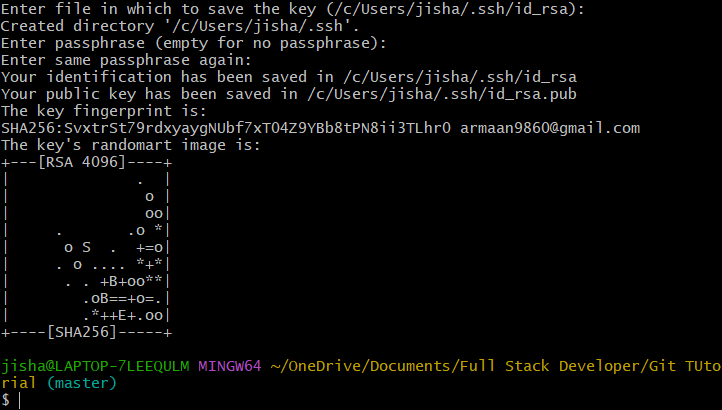 Enter file in which to save the key (/c/Users/jisha/.ssh/id_rsa):
Created directory '/c/Users/jisha/.ssh'.
Enter passphrase (empty for no passphrase):
Enter same passphrase again:
Your identification has been saved in /c/Users/jisha/.ssh/id_rsa
Your public key has been saved in /c/Users/jisha/.ssh/id_rsa.pub
The key fingerprint is:
SHA256:SvxtrSt79rdxyaygNUbf7xTO4Z9YBb8tPN8ii3TLhr0 armaan9860@gmail.com
The key's randomart image is:
+---[RSA 4096]----+
|              .  |
|               o |
|               oo|
|     .       .o *|
|      o S  .  +=o|
|     . o .... *+*|
|      . . +B+oo**|
|        .oB==+o=.|
|        .*++E+.oo|
+----[SHA256]-----+
jisha@LAPTOP-7LEEQULM MINGW64 ~/OneDrive/Documents/Full Stack Developer/Git TUto
rial (master)
$